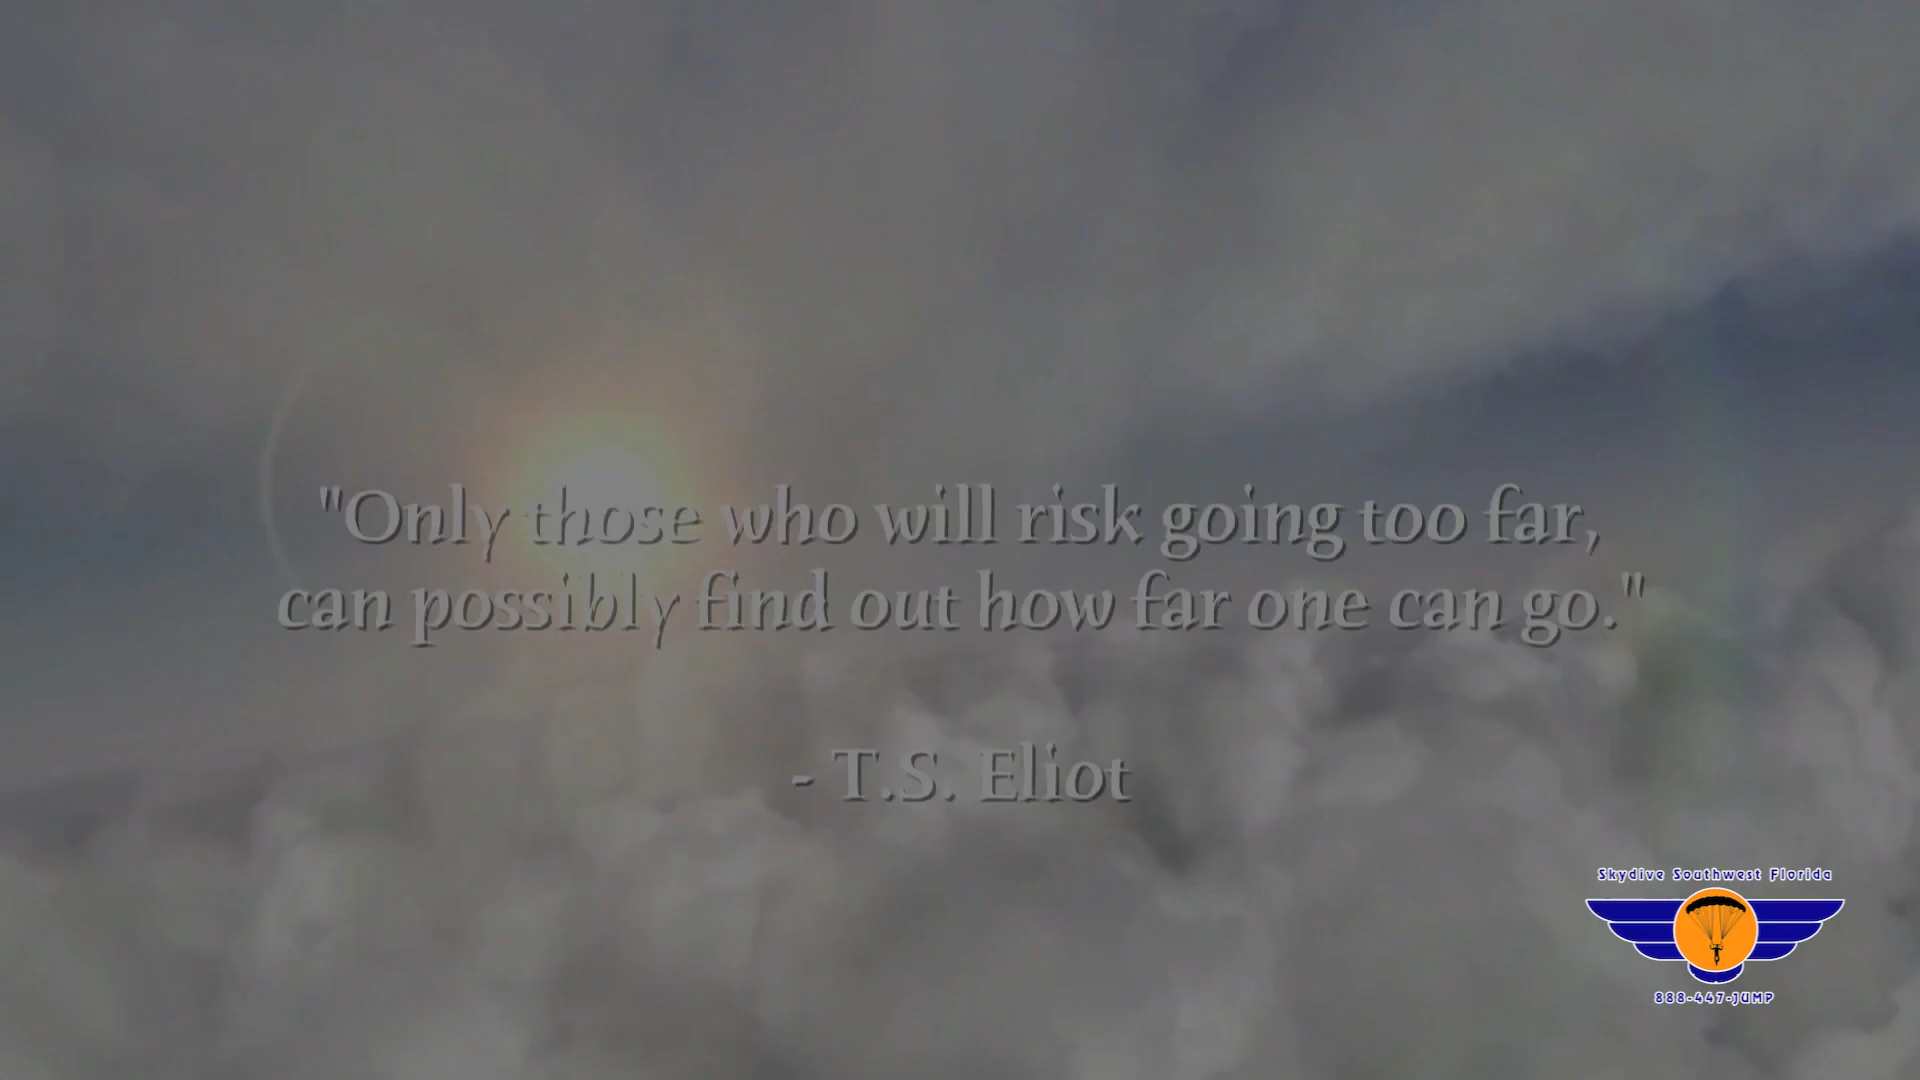 "Only those who will risk going too far,
can possibly find out how far one can go."
- T.S. Eliot
Skydive Southwest Florida
888-447-JUMP